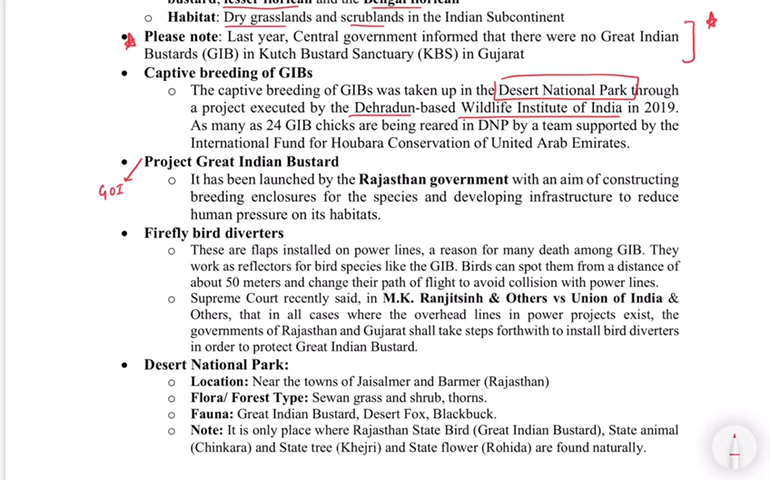 bustard, lesser florican and the Bengal florican
o Habitat: Dry grasslands and scrublands in the Indian Subcontinent
• Please note: Last year, Central government informed that there were no Great Indian
Bustards (GIB) in Kutch Bustard Sanctuary (KBS) in Gujarat
• Captive breeding of GIBs
o The captive breeding of GIBs was taken up in the Desert National Park through
a project executed by the Dehradun-based Wildlife Institute of India in 2019.
As many as 24 GIB chicks are being reared in DNP by a team supported by the
International Fund for Houbara Conservation of United Arab Emirates.
• Project Great Indian Bustard
GOI
o It has been launched by the Rajasthan government with an aim of constructing
breeding enclosures for the species and developing infrastructure to reduce
human pressure on its habitats.
• Firefly bird diverters
o These are flaps installed on power lines, a reason for many death among GIB. They
work as reflectors for bird species like the GIB. Birds can spot them from a distance of
about 50 meters and change their path of flight to avoid collision with power lines.
o Supreme Court recently said, in M.K. Ranjitsinh & Others vs Union of India &
Others, that in all cases where the overhead lines in power projects exist, the
governments of Rajasthan and Gujarat shall take steps forthwith to install bird diverters
in order to protect Great Indian Bustard.
• Desert National Park:
o Location: Near the towns of Jaisalmer and Barmer (Rajasthan)
o Flora/ Forest Type: Sewan grass and shrub, thorns.
o Fauna: Great Indian Bustard, Desert Fox, Blackbuck.
o Note: It is only place where Rajasthan State Bird (Great Indian Bustard), State animal
(Chinkara) and State tree (Khejri) and State flower (Rohida) are found naturally.